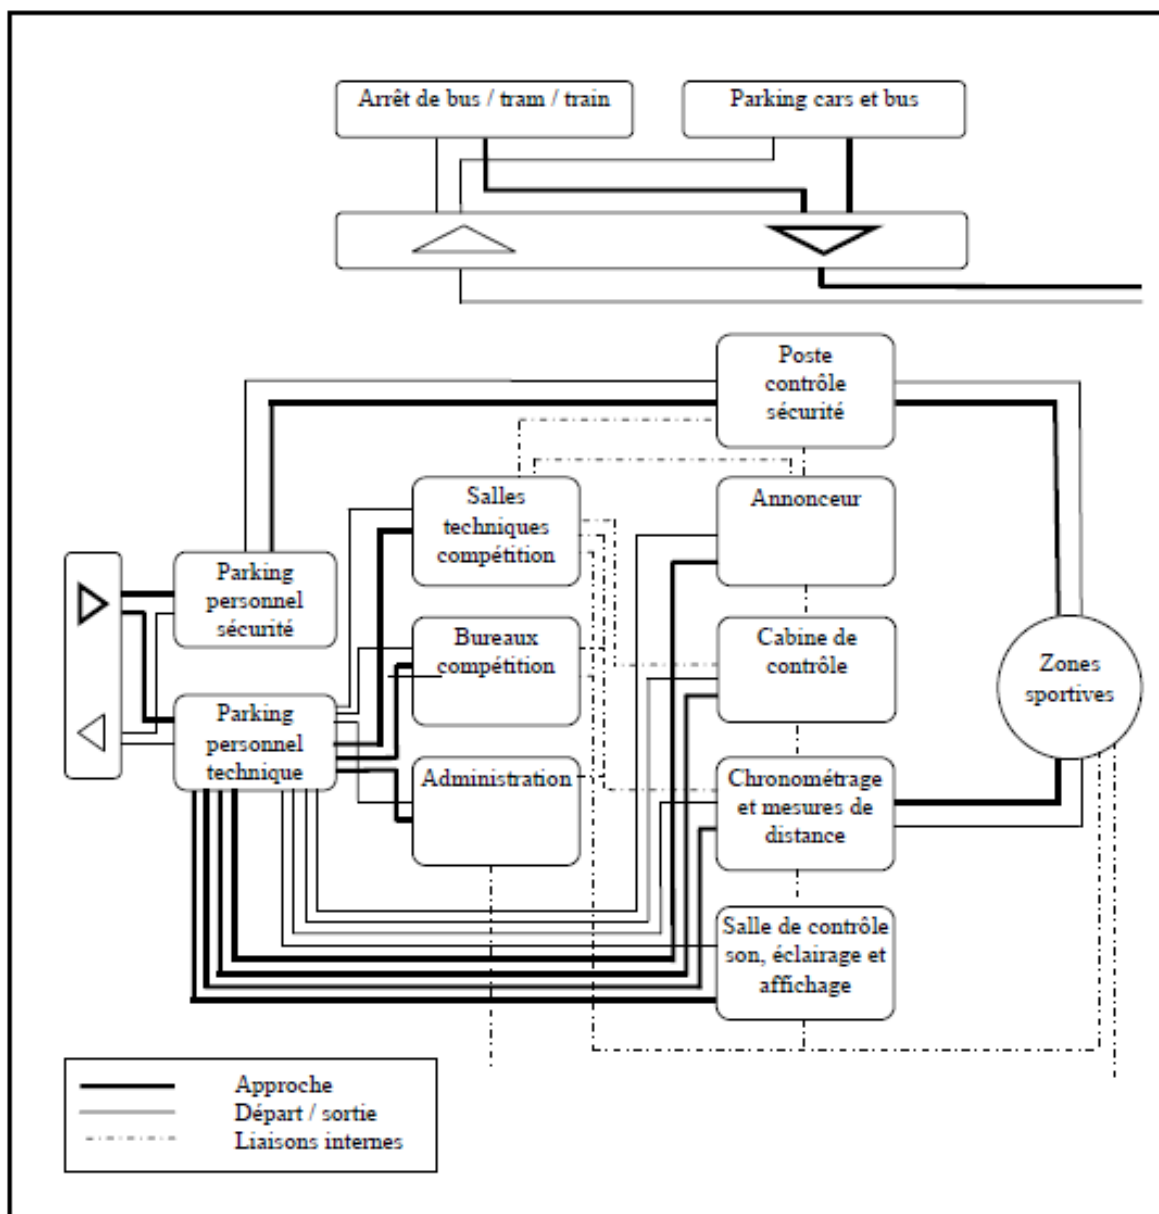 Arrêt de bus / tram / train
Parking cars et bus
Poste
contrôle
sécurité
Salles
techniques
compétition
Annonceur
Parking
personnel
sécurité
Bureaux
compétition
Cabine de
contrôle
Zones
sportives
Parking
personnel
technique
Administration
Chronométrage
et mesures de
distance
Salle de contrôle
son, éclairage et
affichage
Approche
Départ / sortie
Liaisons internes